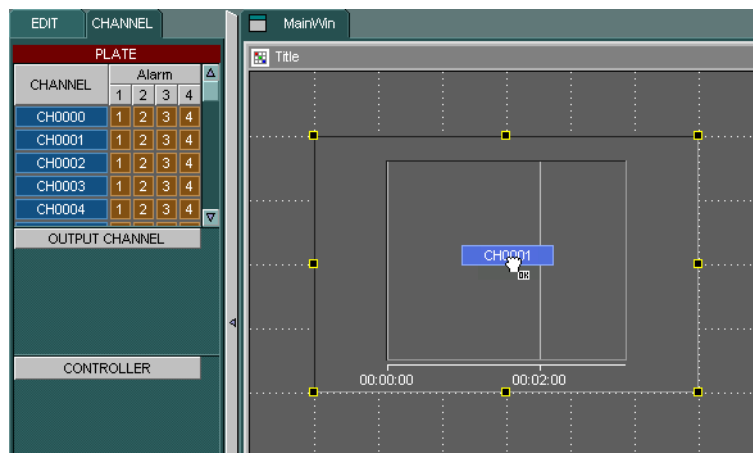 EDIT CHANNEL
PLATE
CHANNEL Alarm
1 2 3 4
CH0000 1 2 3 4
CH0001 1 2 3 4
CH0002 1 2 3 4
CH0003 1 2 3 4
CH0004 1 2 3 4
OUTPUT CHANNEL
CONTROLLER
MainWin
Title
CH0001
OK
00:00:00 00:02:00